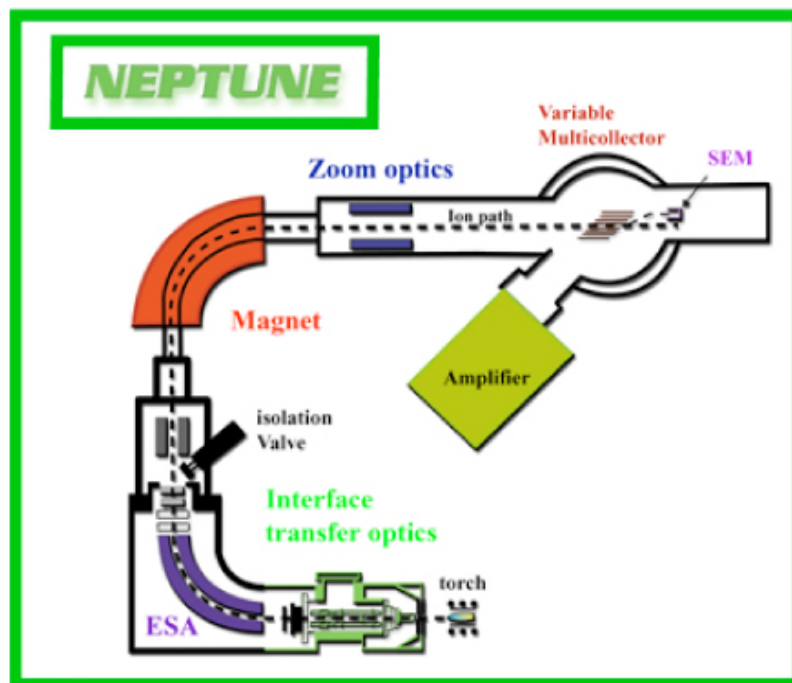 NEPTUNE
Variable
Multicollector
SEM
Zoom optics
Ion path
Magnet
Amplifier
isolation
Valve
Interface
transfer optics
torch
ESA